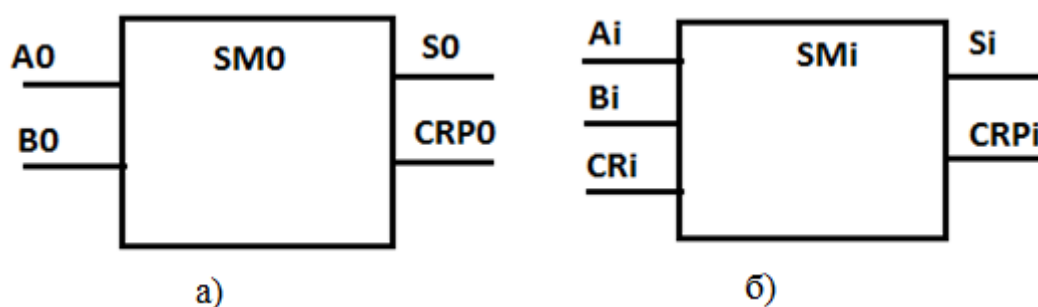 A0 SM0 S0
B0 CRP0
а)
Ai SMi Si
Bi
CRi CRPi
б)